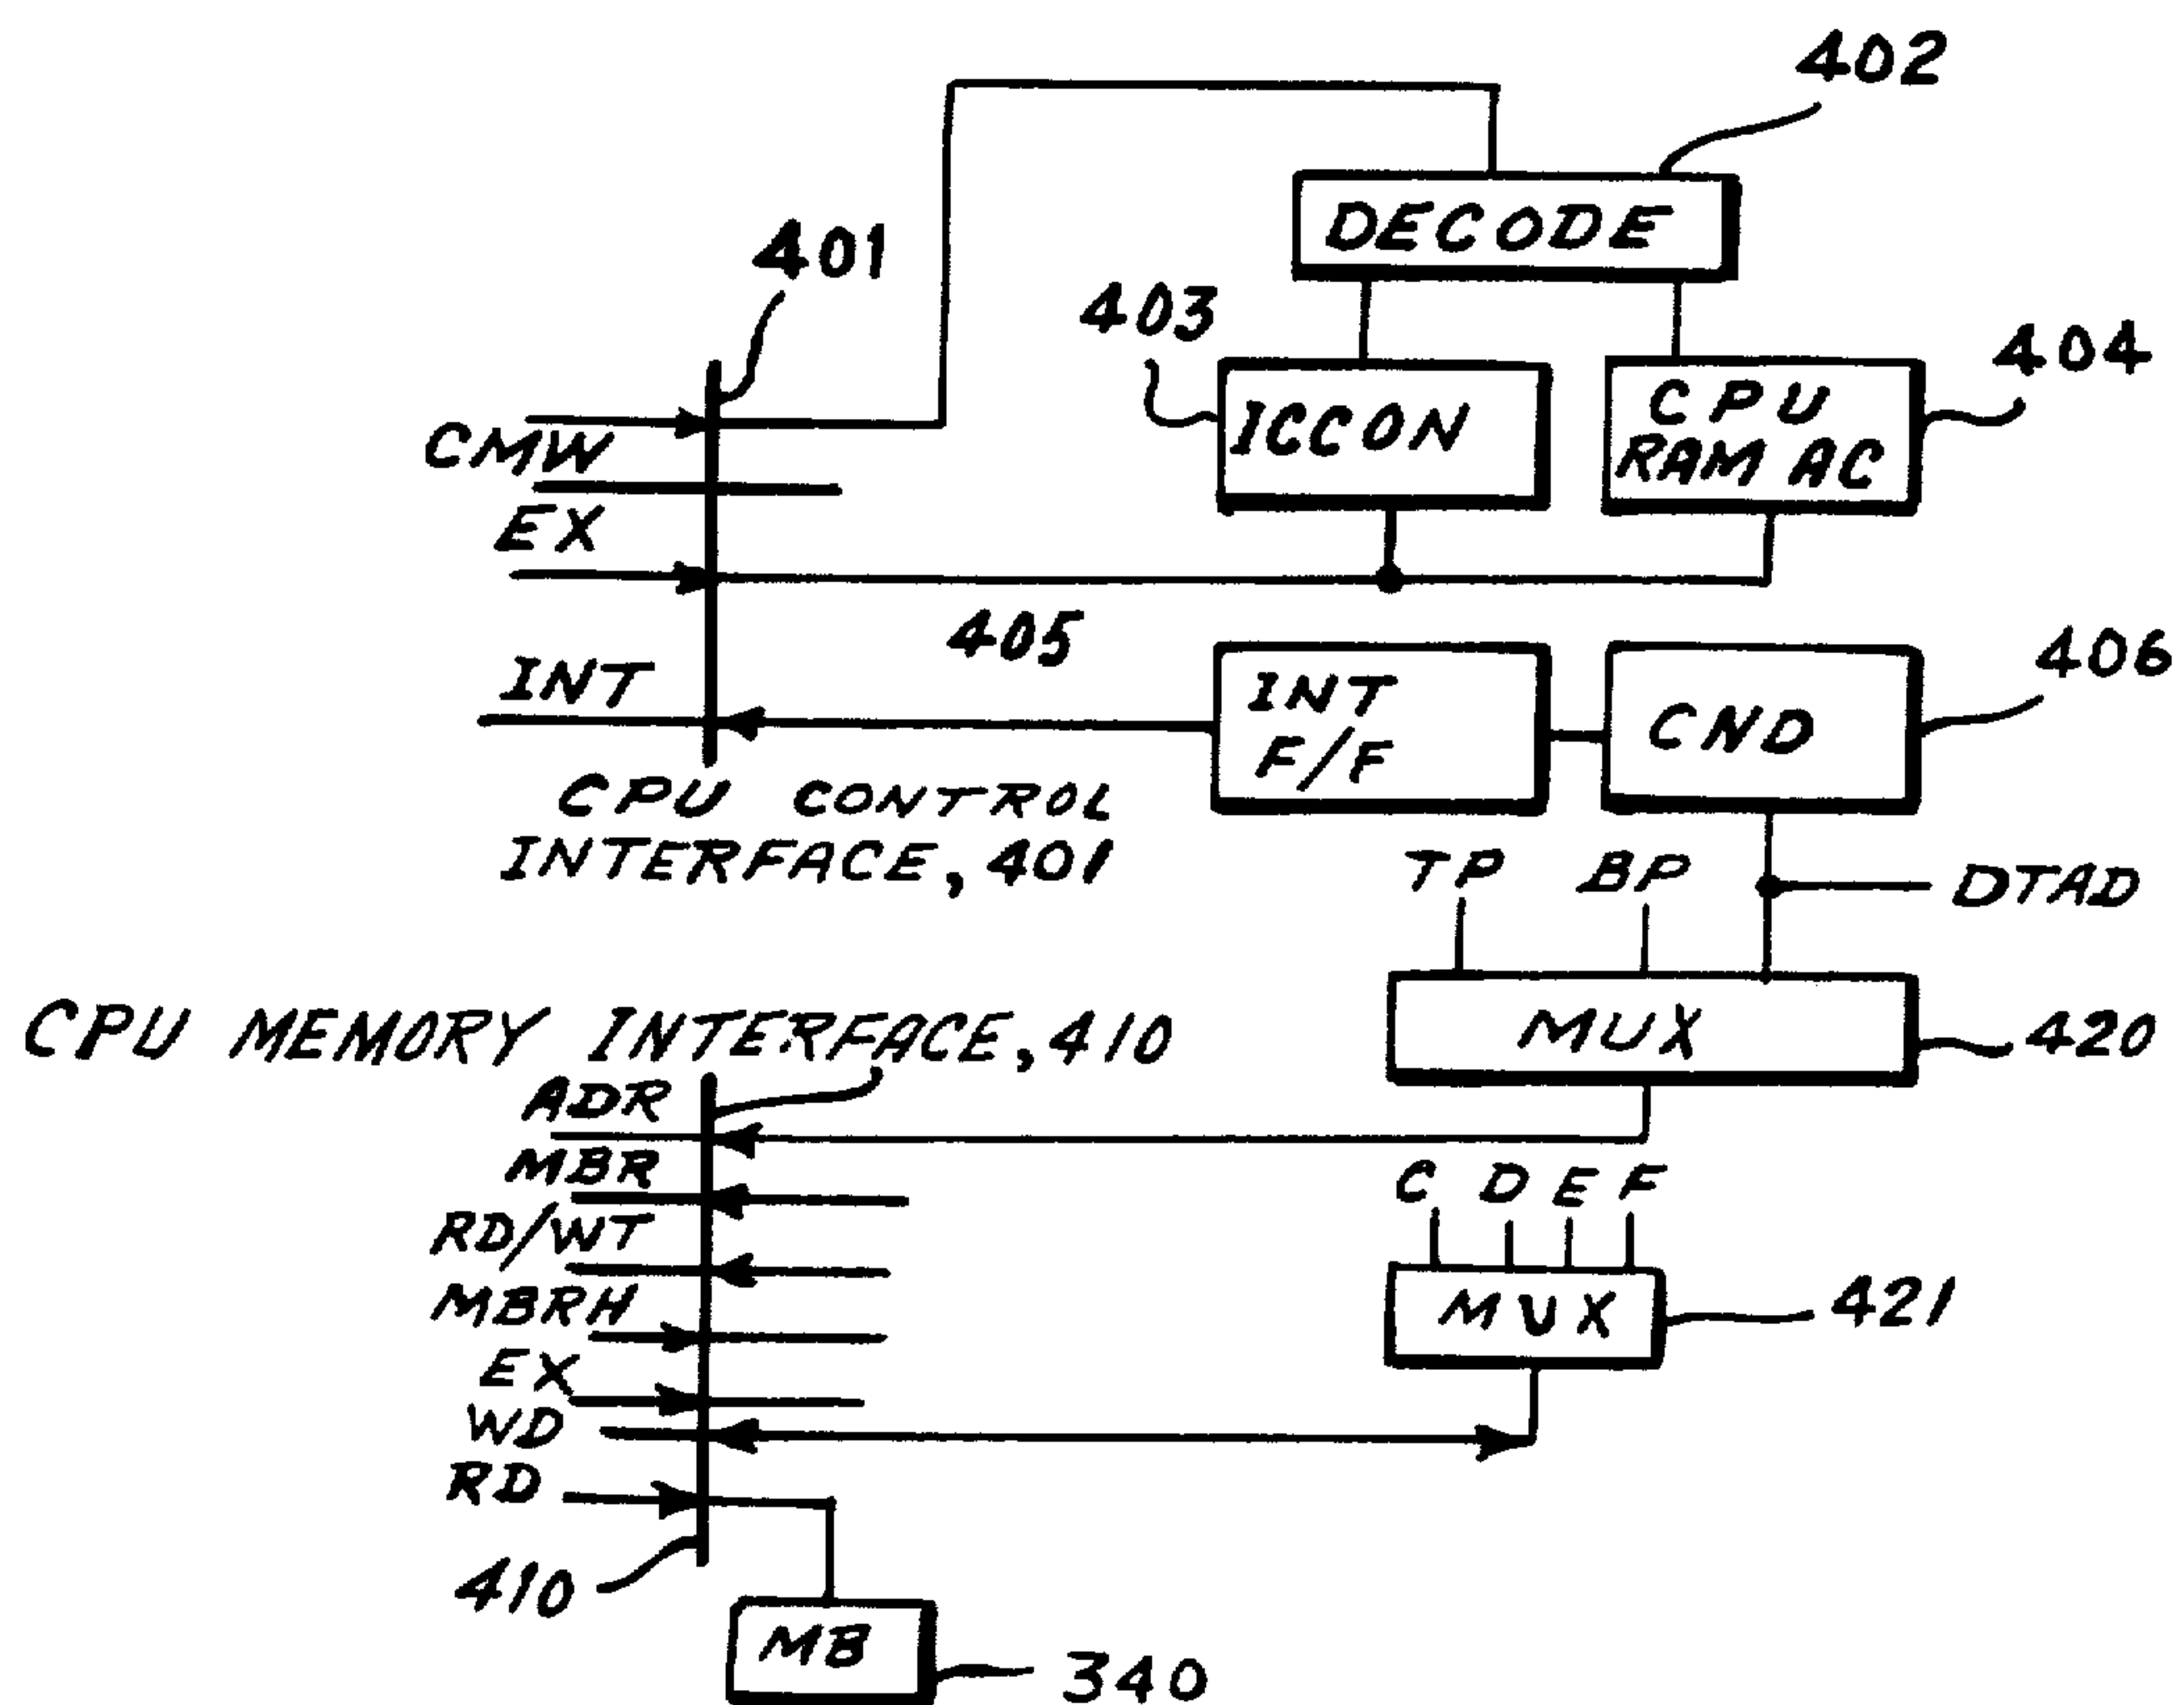 402
DECODE
401
403
404
ICCON
CPU
RAM AC
CMW
EX
405
406
INT
INT
F/F
CND
CPU CONTROL
INTERFACE, 401
TP
BP
DTAD
CPU MEMORY INTERFACE, 410
MUX
420
ADR
MBR
C D E F
RD/WT
MBRH
MUX
421
EX
WD
RD
410
MB
340